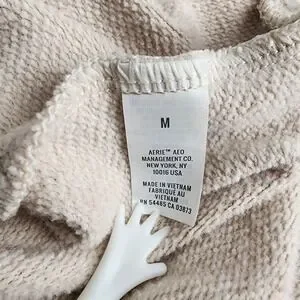 M
AERIE™ AEO
MANAGEMENT CO.
NEW YORK, NY
10016 USA
MADE IN VIETNAM
FABRIQUÉ AU
VIETNAM
RN 54485 CA 03873